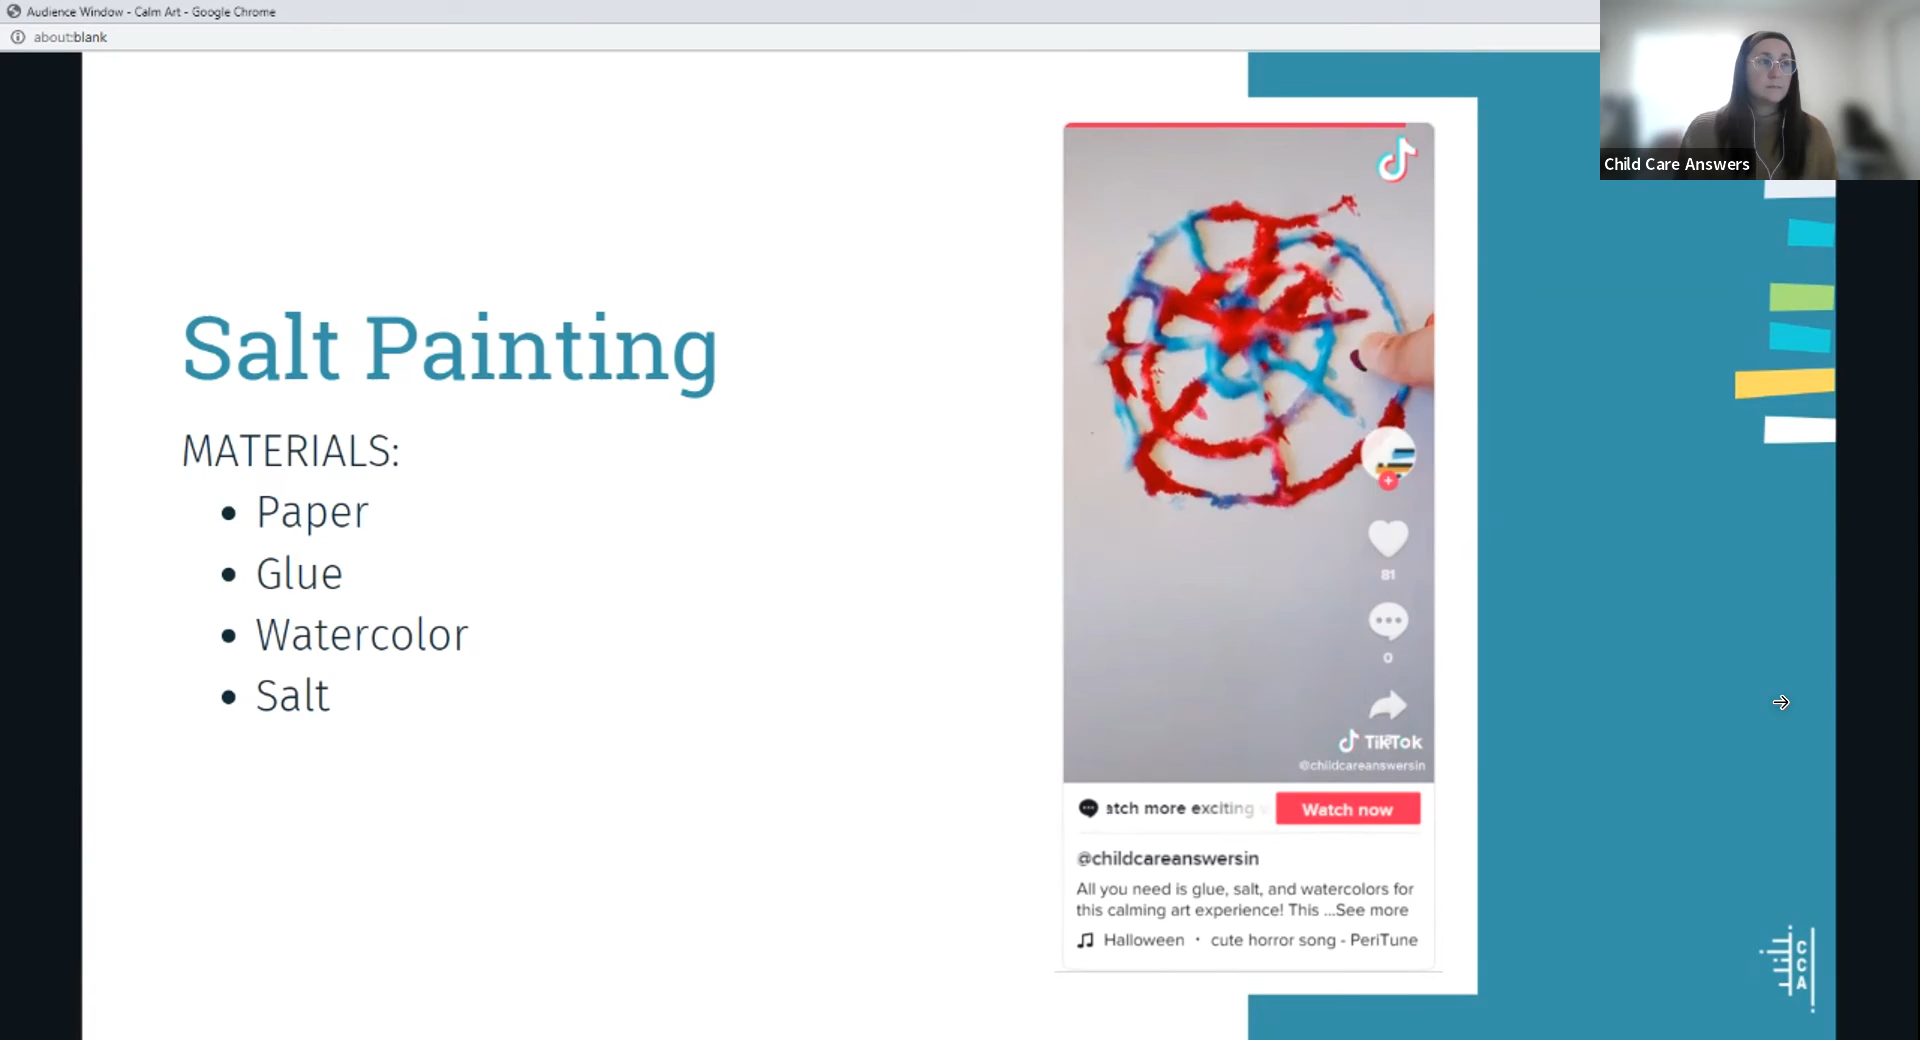 Audience Window - Calm Art - Google Chrome
about:blank
Child Care Answers
Salt Painting
MATERIALS:
• Paper
• Glue
• Watercolor
• Salt
81
0
TikTok
@childcareanswersin
atch more exciting
Watch now
@childcareanswersin
All you need is glue, salt, and watercolors for
this calming art experience! This ...See more
Halloween · cute horror song - PeriTune
CCA